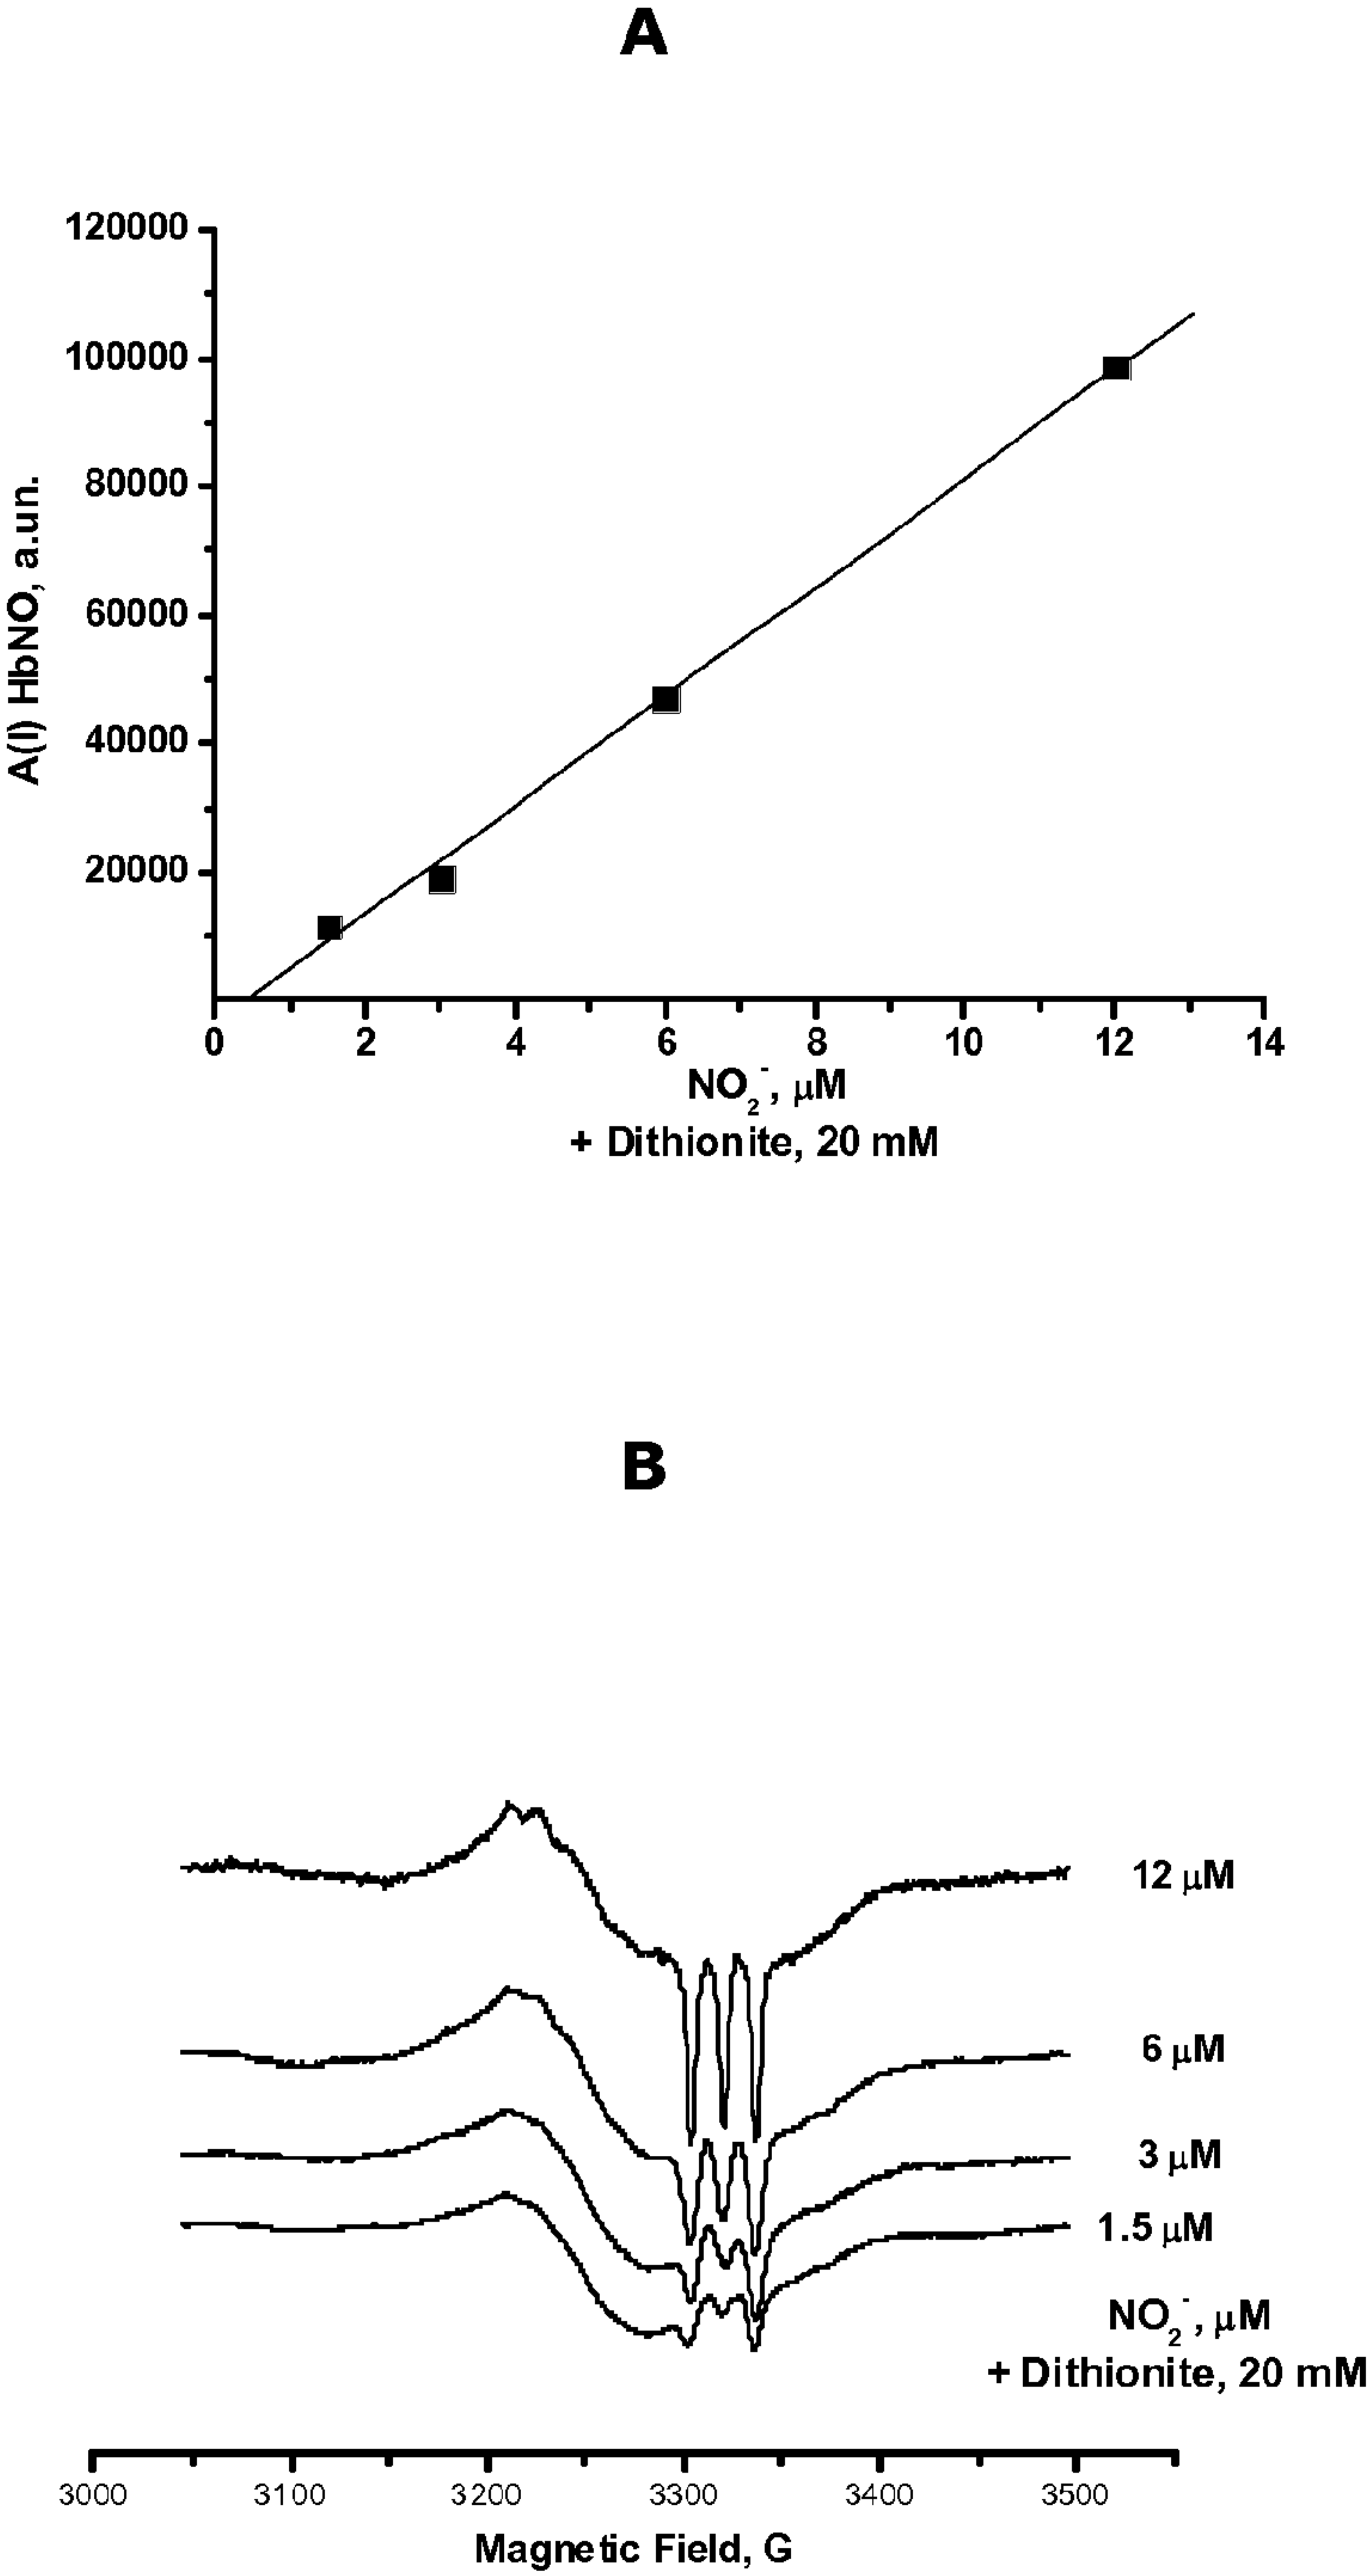 A
120000
100000
80000
60000
40000
20000
A(I) HbNO, a.un.
0 2 4 6 8 10 12 14
NO₂⁻, μM
+ Dithionite, 20 mM
B
12 μM
6 μM
3 μM
1.5 μM
NO₂⁻, μM
+ Dithionite, 20 mM
3000 3100 3200 3300 3400 3500
Magnetic Field, G